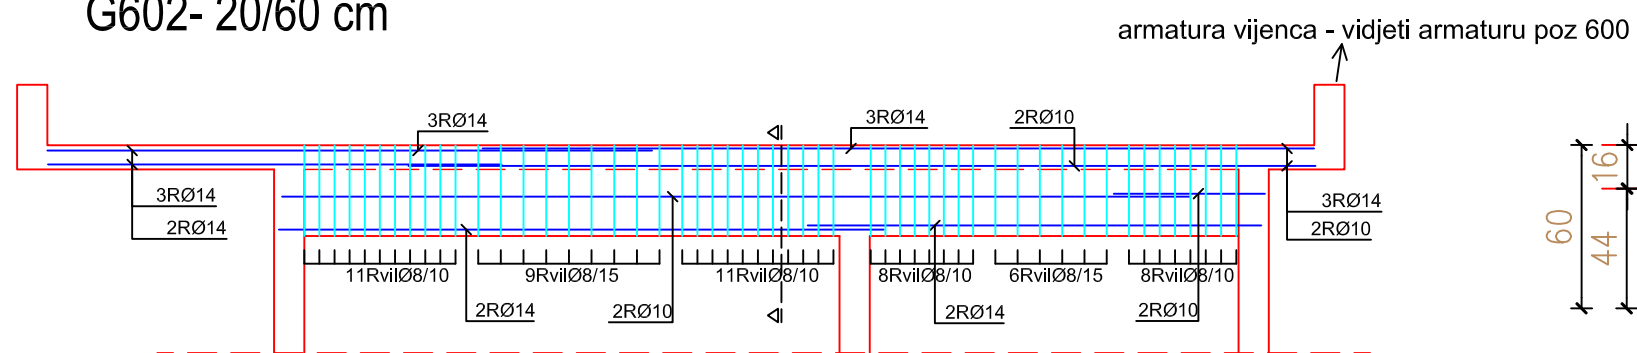 G602- 20/60 cm
armatura vijenca - vidjeti armaturu poz 600
3RØ14
3RØ14
2RØ10
16
3RØ14
3RØ14
60
44
2RØ14
2RØ10
11RvilØ8/10
9RvilØ8/15
11RvilØ8/10
8RvilØ8/10
6RvilØ8/15
8RvilØ8/10
2RØ14
2RØ10
2RØ14
2RØ10